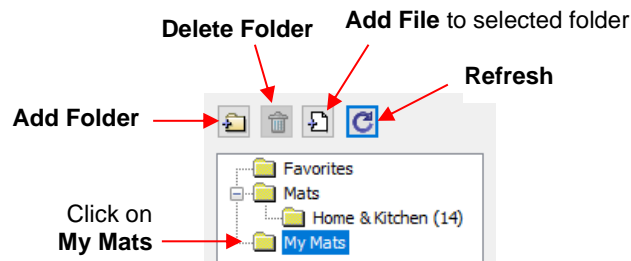 Delete Folder
Add File to selected folder
Refresh
Add Folder
Favorites
Mats
Home & Kitchen (14)
Click on
My Mats
My Mats